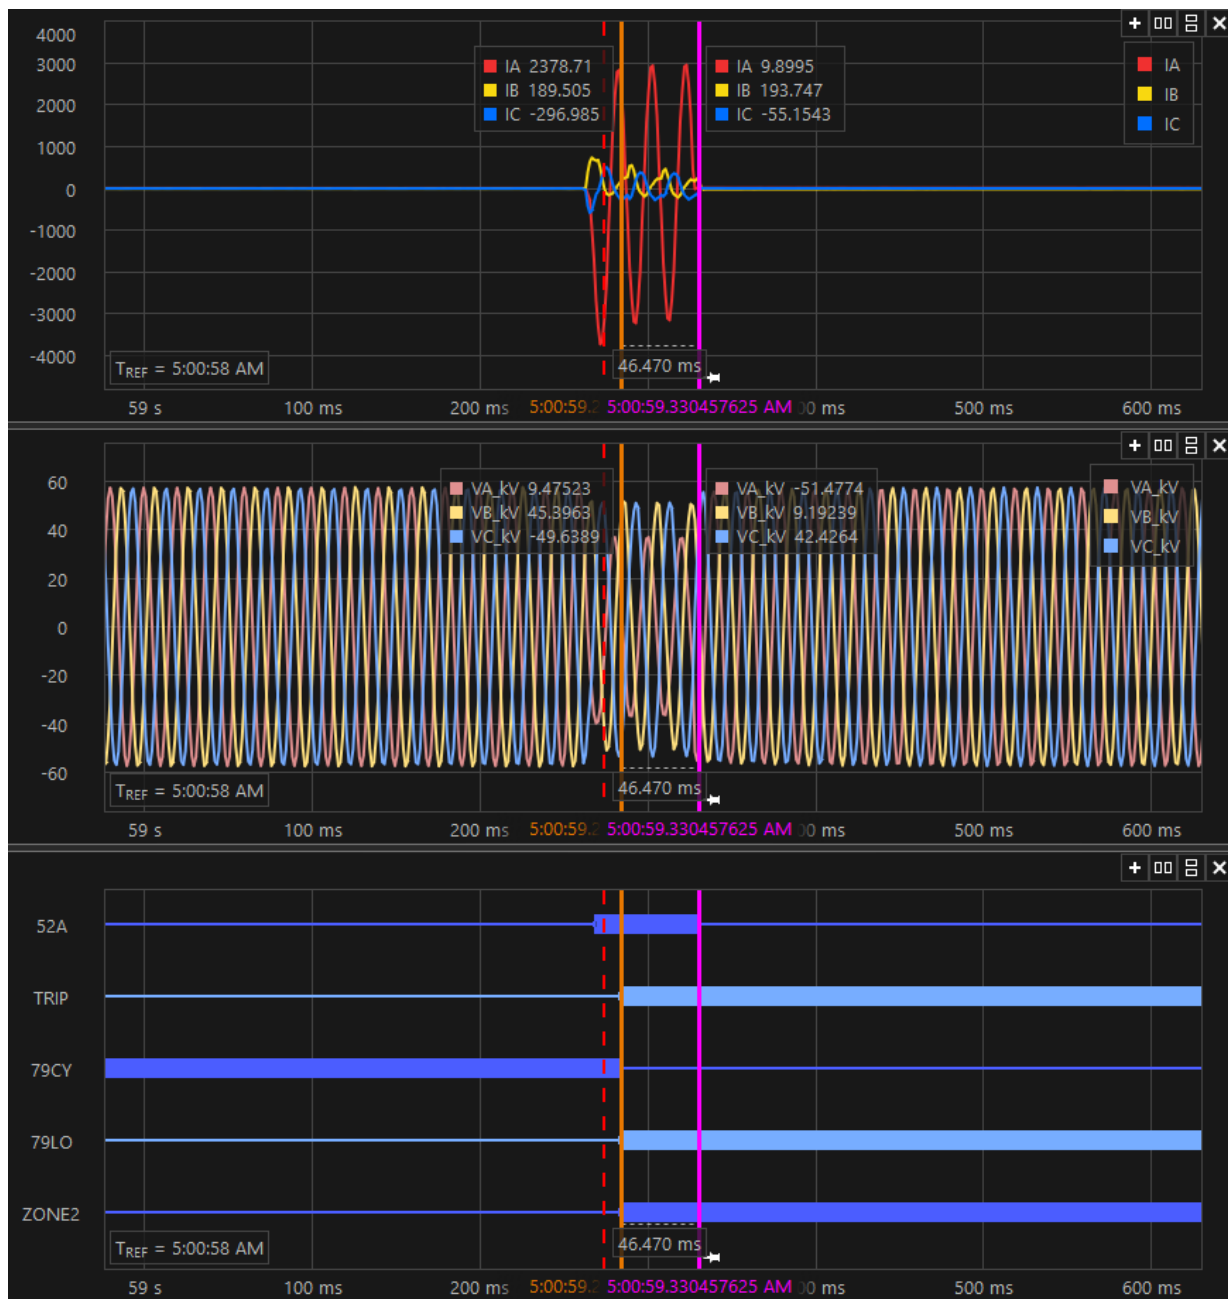 4000
3000
2000
1000
0
-1000
-2000
-3000
-4000
IA 2378.71
IB 189.505
IC -296.985
IA 9.8995
IB 193.747
IC -55.1543
IA
IB
IC
TREF = 5:00:58 AM
46.470 ms
59 s
100 ms
200 ms
5:00:59.330457625 AM
500 ms
600 ms
60
40
20
0
-20
-40
-60
VA_kV 9.47523
VB_kV 45.3963
VC_kV -49.6389
VA_kV -51.4774
VB_kV 9.19239
VC_kV 42.4264
VA_kV
VB_kV
VC_kV
TREF = 5:00:58 AM
46.470 ms
59 s
100 ms
200 ms
5:00:59.330457625 AM
500 ms
600 ms
52A
TRIP
79CY
79LO
ZONE2
TREF = 5:00:58 AM
46.470 ms
59 s
100 ms
200 ms
5:00:59.330457625 AM
500 ms
600 ms